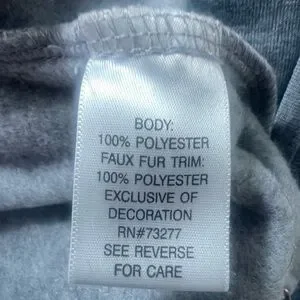 BODY:
100% POLYESTER
FAUX FUR TRIM:
100% POLYESTER
EXCLUSIVE OF
DECORATION
RN#73277
SEE REVERSE
FOR CARE